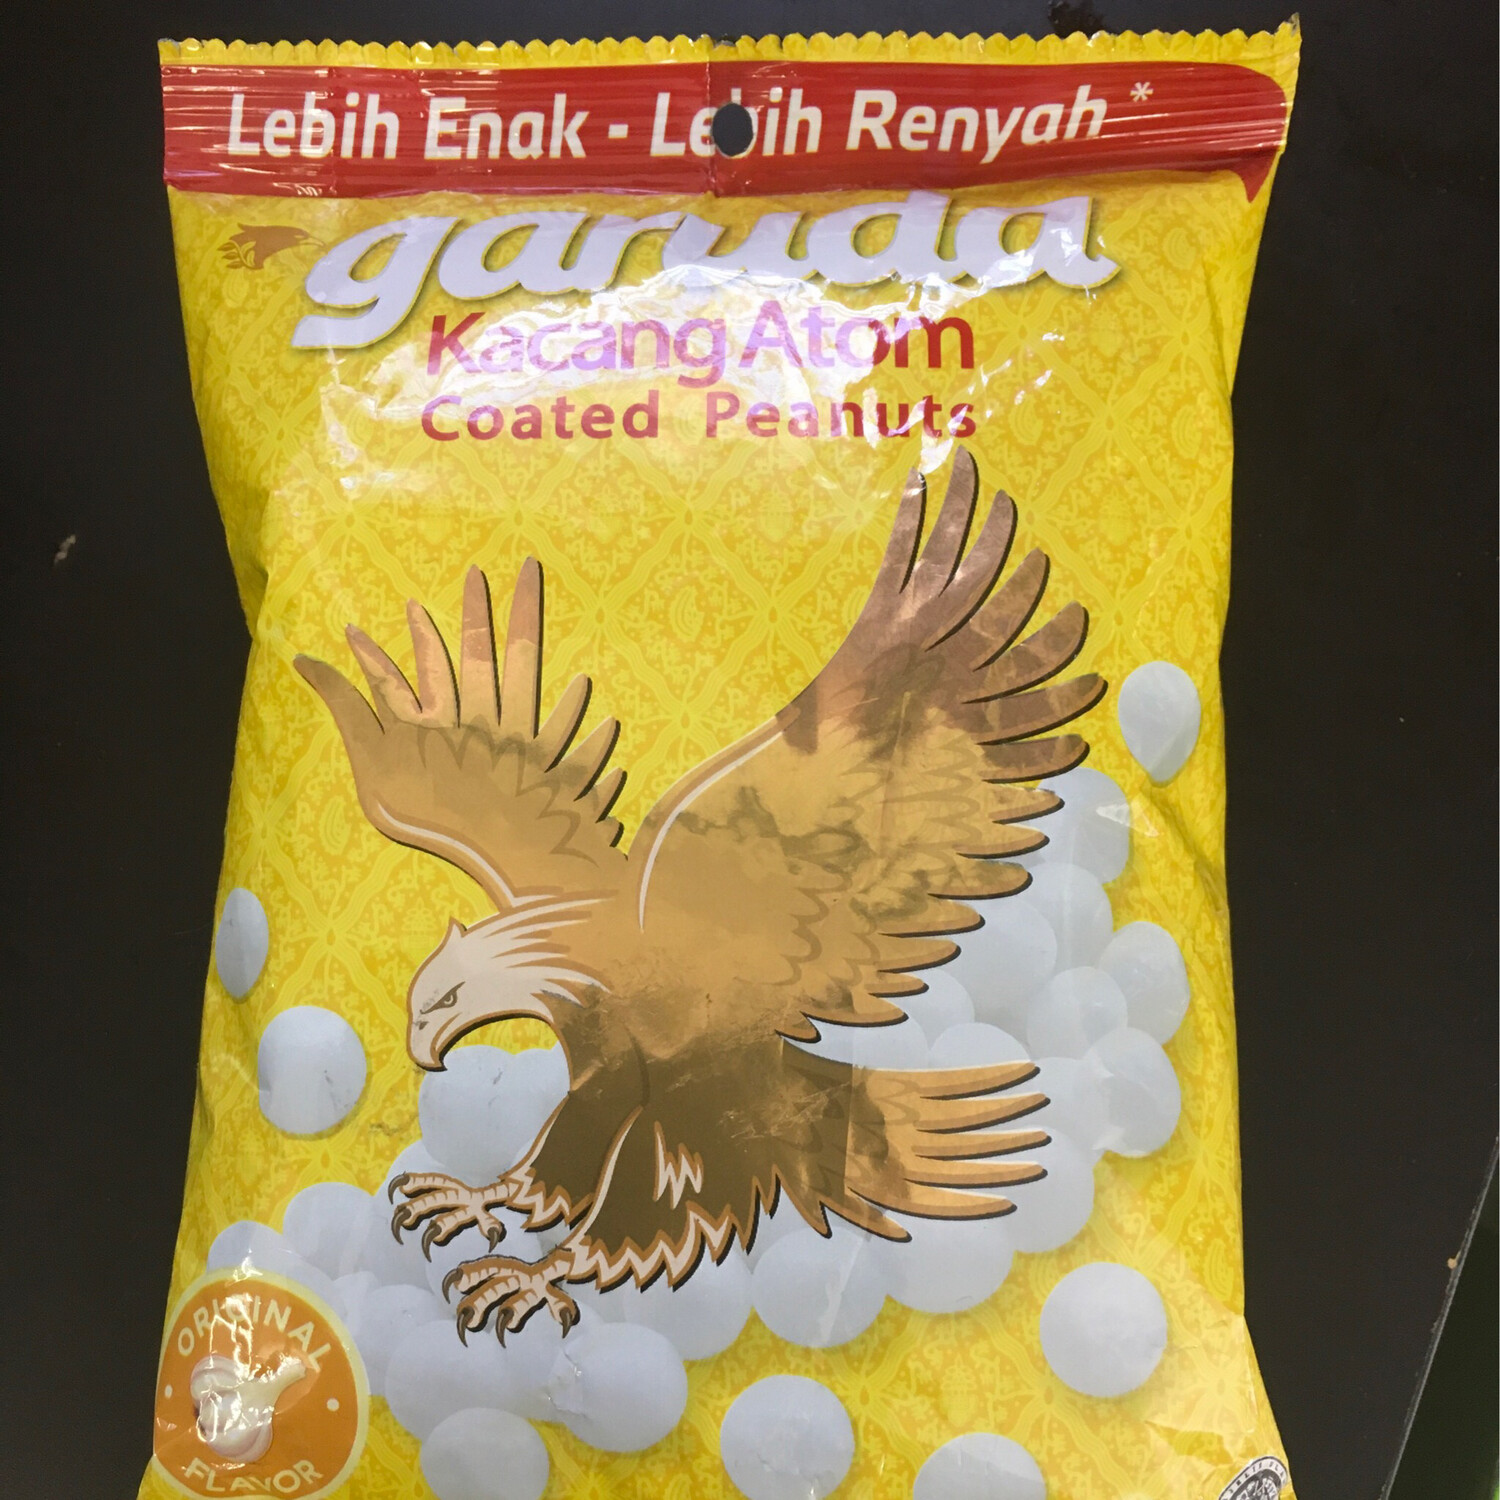 Lebih Enak - Lebih Renyah*
garuda
Kacang Atom
Coated Peanuts
ORIGINAL
FLAVOR